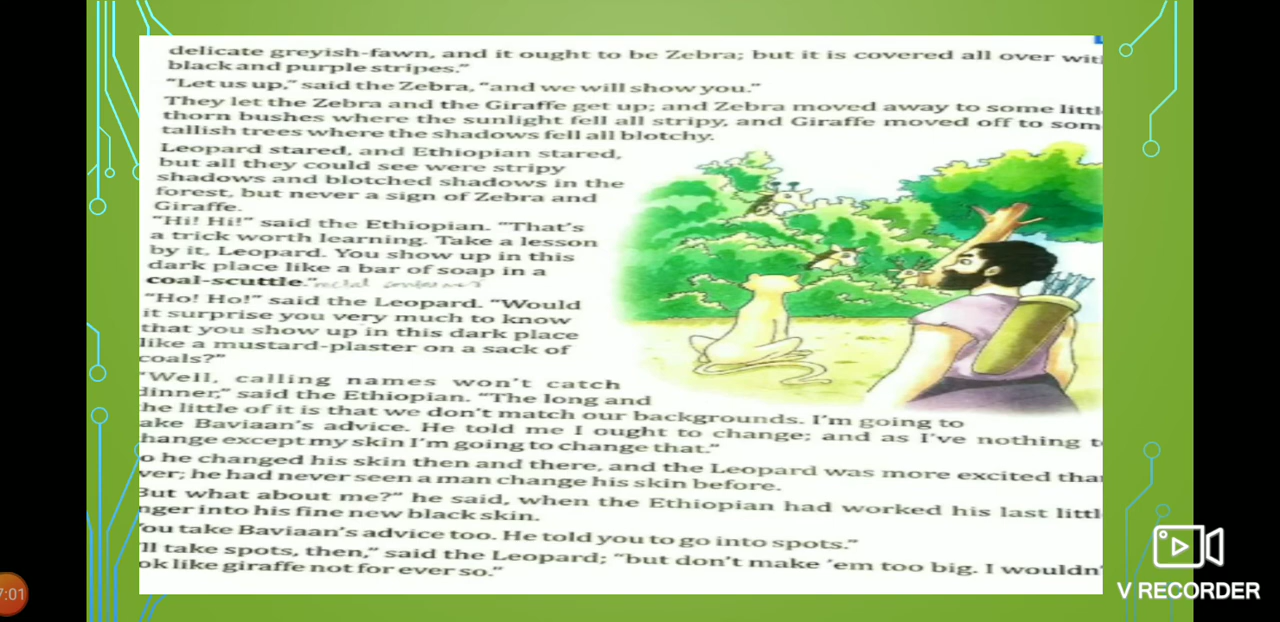 delicate greyish-fawn, and it ought to be Zebra; but it is covered all over wit
black and purple stripes."
"Let us up," said the Zebra, "and we will show you."
They let the Zebra and the Giraffe get up; and Zebra moved away to some littl
thorn bushes where the sunlight fell all stripy, and Giraffe moved off to som
tallish trees where the shadows fell all blotchy.
Leopard stared, and Ethiopian stared,
but all they could see were stripy
shadows and blotched shadows in the
forest, but never a sign of Zebra and
Giraffe.
"Hi! Hi!" said the Ethiopian. "That's
a trick worth learning. Take a lesson
by it, Leopard. You show up in this
dark place like a bar of soap in a
coal-scuttle."
"Ho! Ho!" said the Leopard. "Would
it surprise you very much to know
that you show up in this dark place
like a mustard-plaster on a sack of
coals?"
"Well, calling names won't catch
dinner," said the Ethiopian. "The long and
he little of it is that we don't match our backgrounds. I'm going to
ake Baviaan's advice. He told me I ought to change; and as I've nothing t
hange except my skin I'm going to change that."
o he changed his skin then and there, and the Leopard was more excited tha
ver; he had never seen a man change his skin before.
But what about me?" he said, when the Ethiopian had worked his last littl
nger into his fine new black skin.
ou take Baviaan's advice too. He told you to go into spots."
ll take spots, then," said the Leopard; "but don't make 'em too big. I wouldn'
ok like giraffe not for ever so."
7:01
V RECORDER